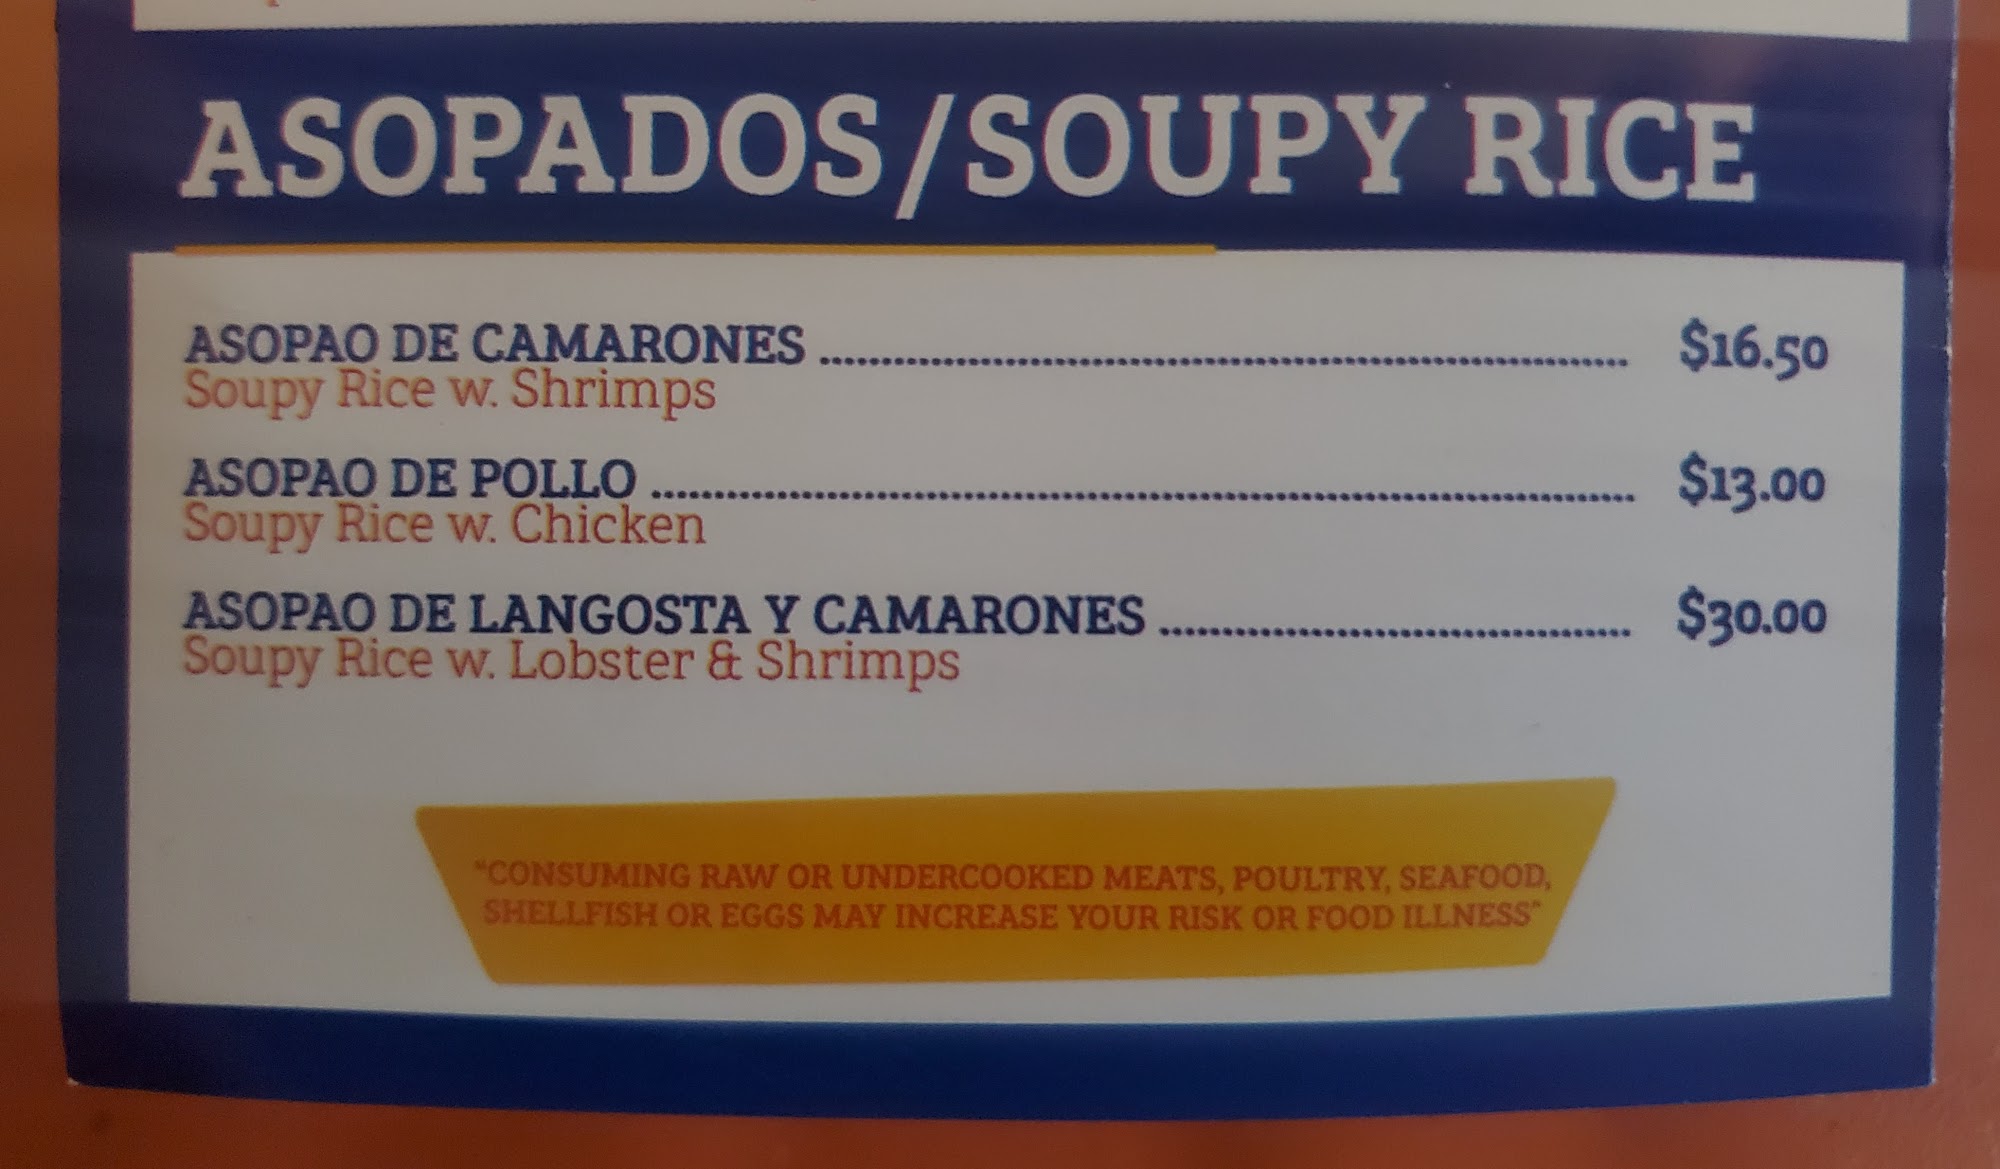 ASOPADOS/SOUPY RICE
ASOPAO DE CAMARONES ........ $16.50
Soupy Rice w. Shrimps
ASOPAO DE POLLO ........ $13.00
Soupy Rice w. Chicken
ASOPAO DE LANGOSTA Y CAMARONES ........ $30.00
Soupy Rice w. Lobster & Shrimps
"CONSUMING RAW OR UNDERCOOKED MEATS, POULTRY, SEAFOOD,
SHELLFISH OR EGGS MAY INCREASE YOUR RISK OR FOOD ILLNESS"